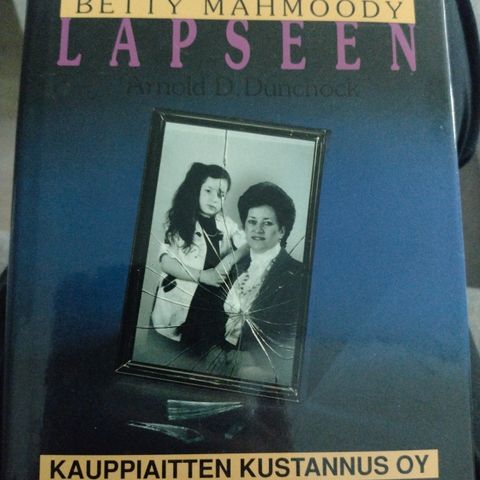 BETTY MAHMOODY
LAPSEEN
Arnold D. Dunchock
KAUPPIAITTEN KUSTANNUS OY